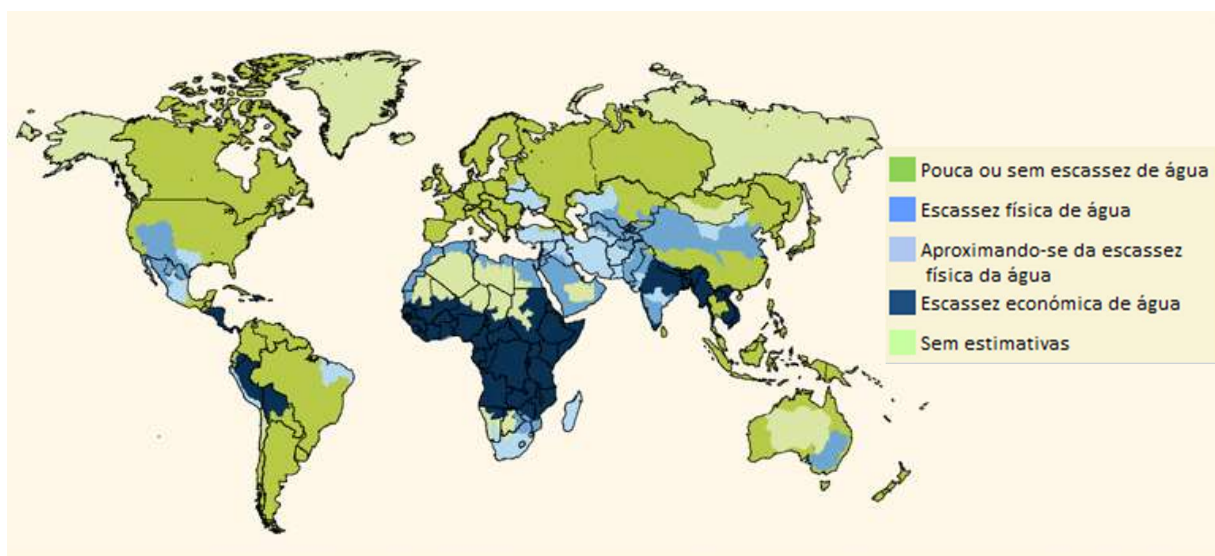 Pouca ou sem escassez de água
Escassez física de água
Aproximando-se da escassez
física da água
Escassez económica de água
Sem estimativas